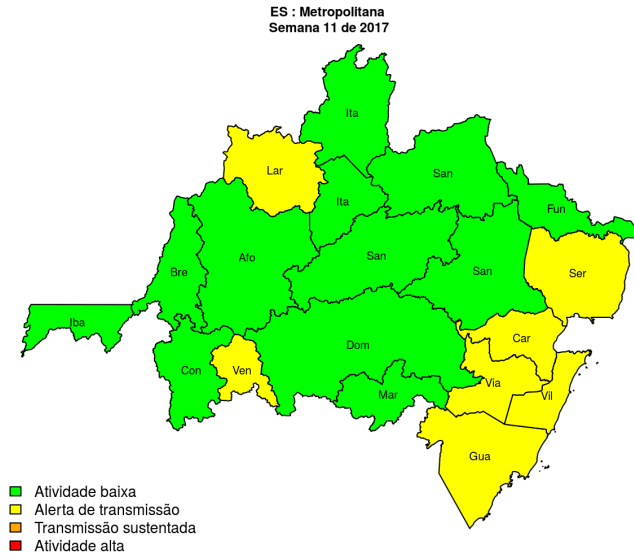 ES : Metropolitana
Semana 11 de 2017
Ita
Lar
San
Ita
Fun
San
Afo
Bre
San
Ser
Iba
Car
Dom
Con
Ven
Via
Mar
Vil
Gua
Atividade baixa
Alerta de transmissão
Transmissão sustentada
Atividade alta